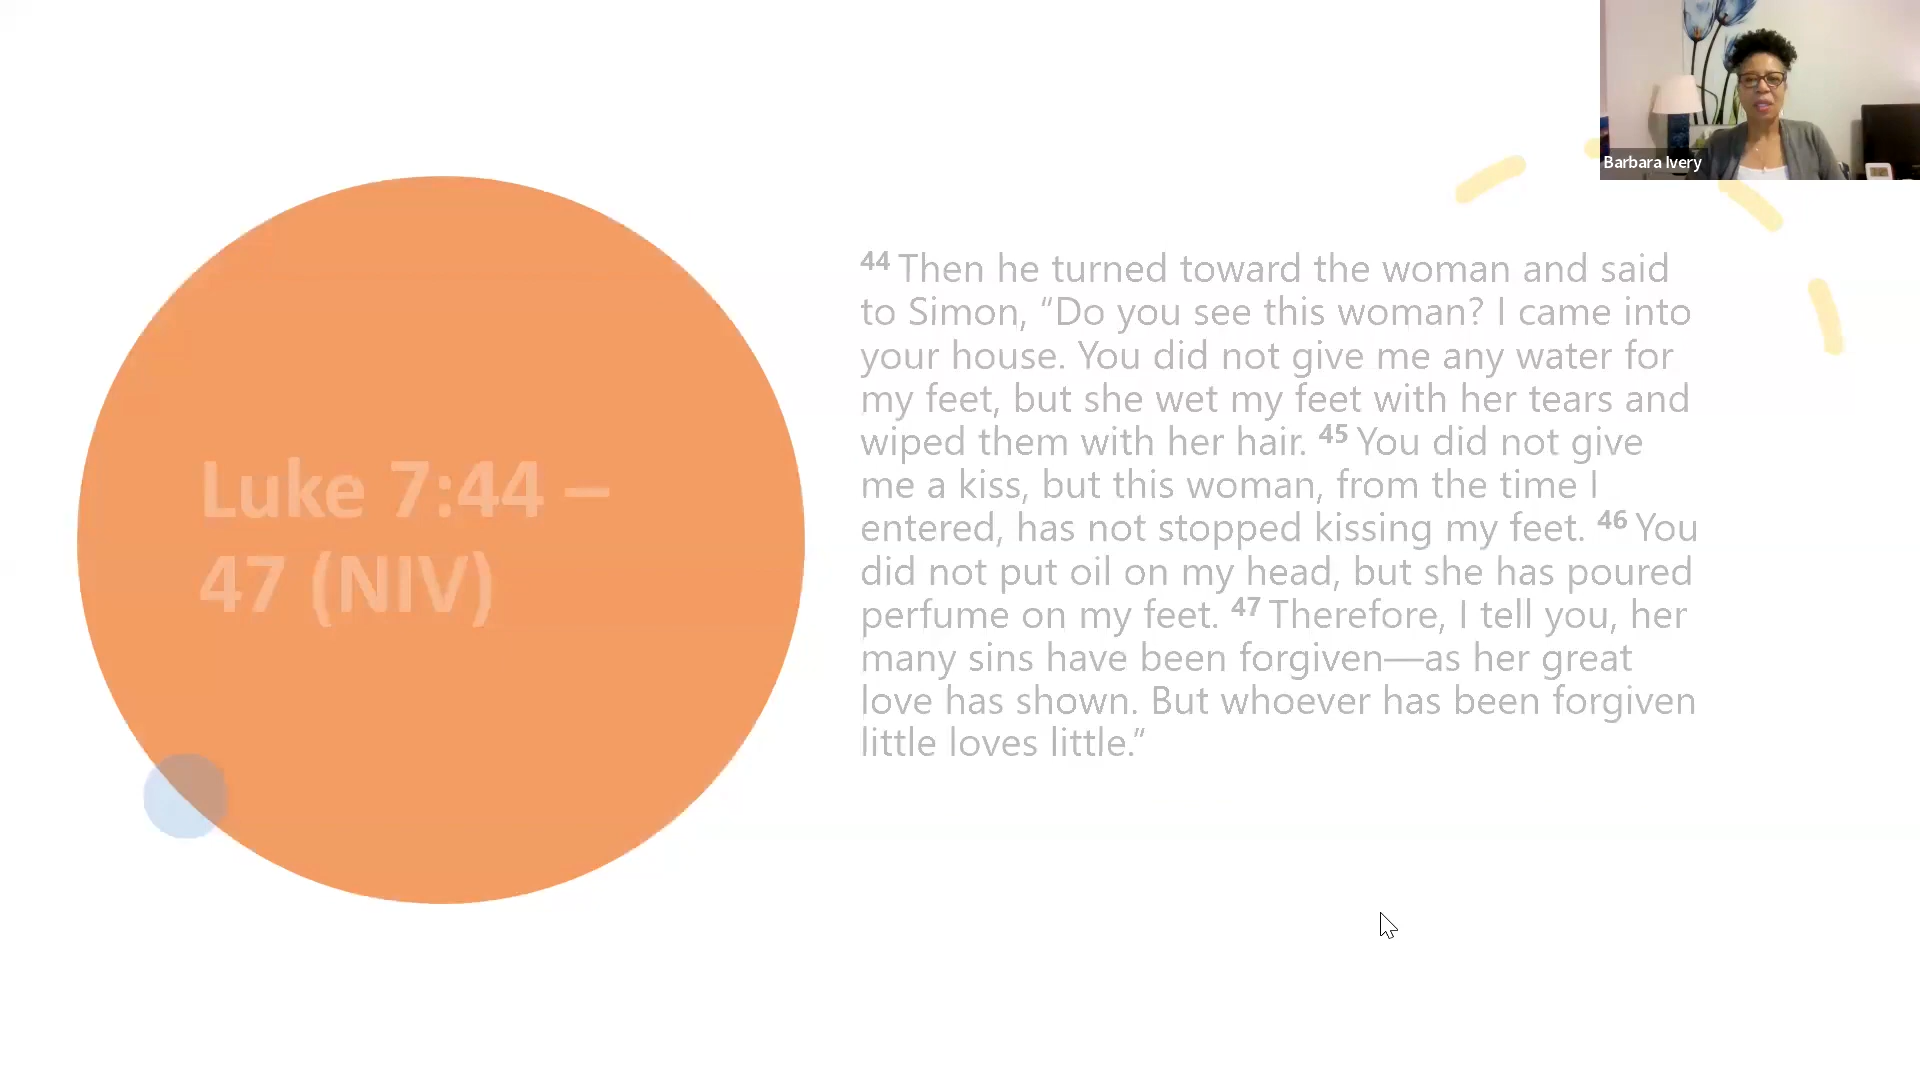 Barbara Ivery
Luke 7:44 –
47 (NIV)
44 Then he turned toward the woman and said
to Simon, “Do you see this woman? I came into
your house. You did not give me any water for
my feet, but she wet my feet with her tears and
wiped them with her hair. 45 You did not give
me a kiss, but this woman, from the time I
entered, has not stopped kissing my feet. 46 You
did not put oil on my head, but she has poured
perfume on my feet. 47 Therefore, I tell you, her
many sins have been forgiven—as her great
love has shown. But whoever has been forgiven
little loves little.”